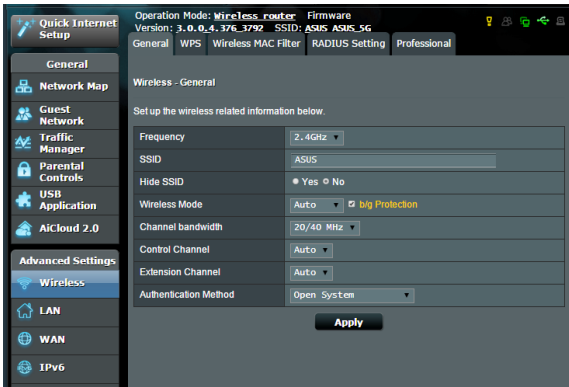 Quick Internet
Setup
Operation Mode: Wireless router Firmware
Version: 3.0.0.4.376_3792 SSID: ASUS ASUS_5G
General WPS Wireless MAC Filter RADIUS Setting Professional
General
Network Map
Guest
Network
Traffic
Manager
Parental
Controls
USB
Application
AiCloud 2.0
Advanced Settings
Wireless
LAN
WAN
IPv6
Wireless - General
Set up the wireless related information below.
Frequency 2.4GHz
SSID ASUS
Hide SSID Yes No
Wireless Mode Auto b/g Protection
Channel bandwidth 20/40 MHz
Control Channel Auto
Extension Channel Auto
Authentication Method Open System
Apply